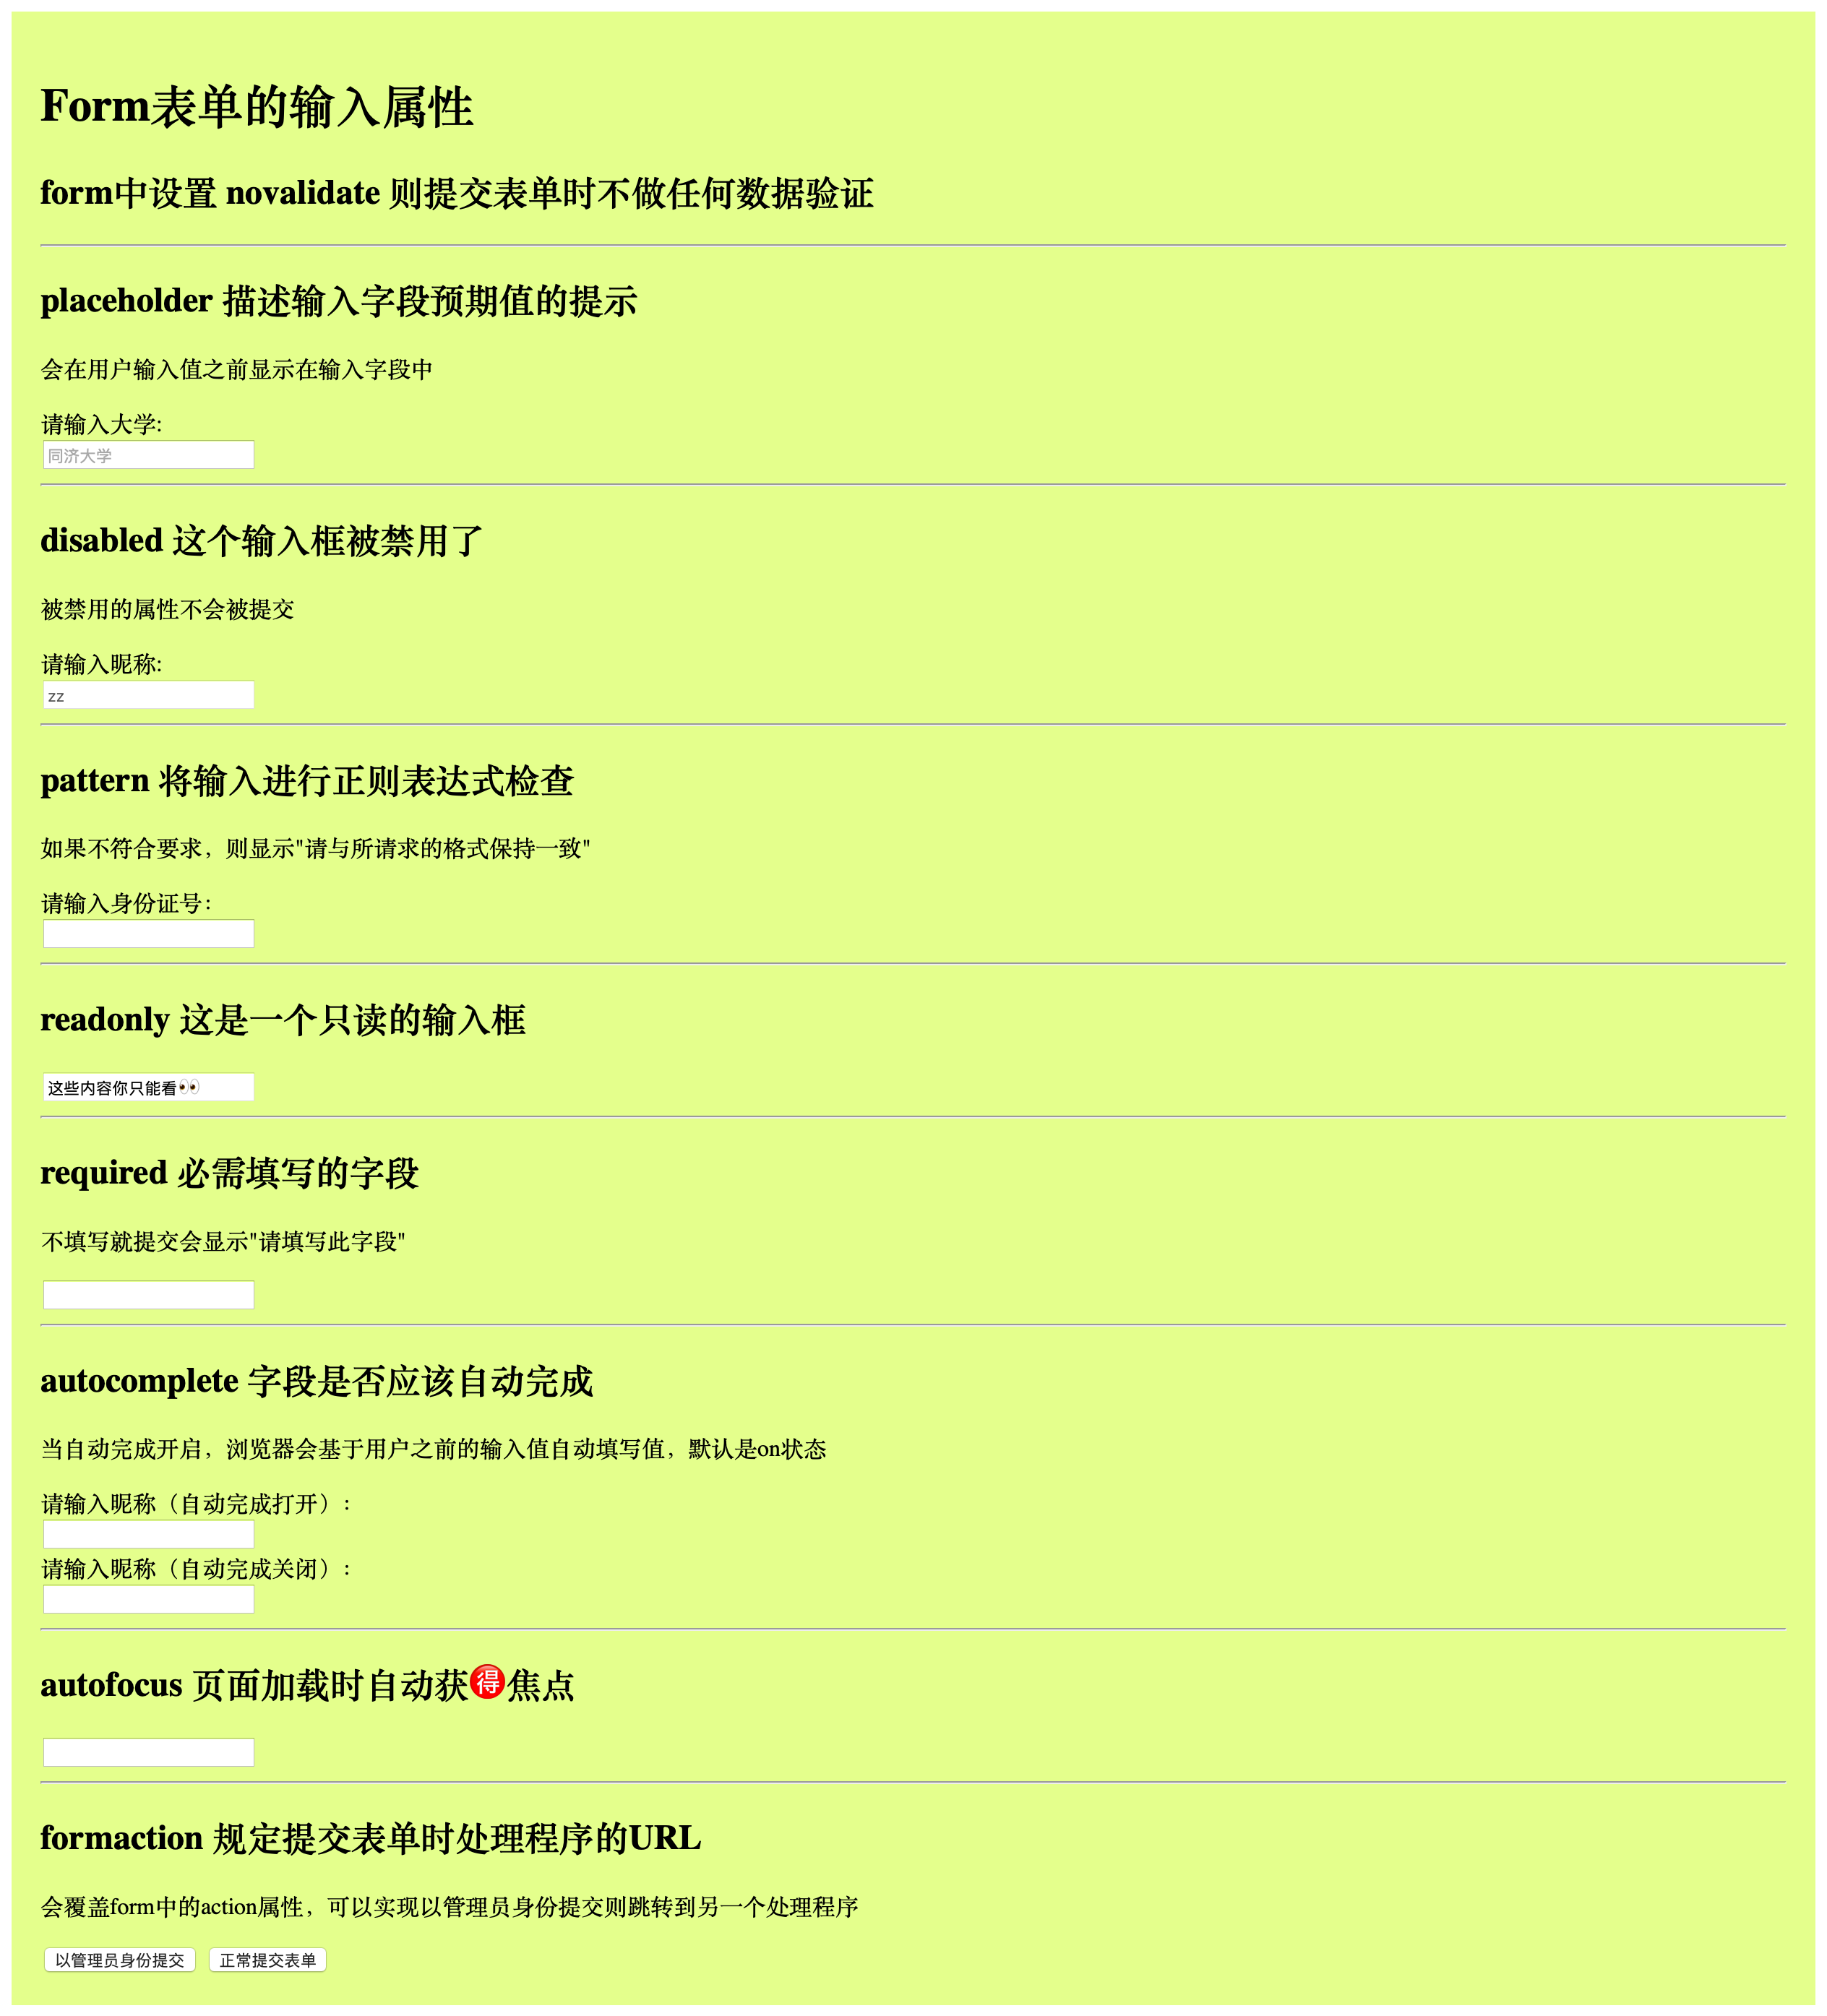 Form表单的输入属性
form中设置 novalidate 则提交表单时不做任何数据验证
placeholder 描述输入字段预期值的提示
会在用户输入值之前显示在输入字段中
请输入大学:
同济大学
disabled 这个输入框被禁用了
被禁用的属性不会被提交
请输入昵称:
zz
pattern 将输入进行正则表达式检查
如果不符合要求，则显示"请与所请求的格式保持一致"
请输入身份证号：
readonly 这是一个只读的输入框
这些内容你只能看👀
required 必需填写的字段
不填写就提交会显示"请填写此字段"
autocomplete 字段是否应该自动完成
当自动完成开启，浏览器会基于用户之前的输入值自动填写值，默认是on状态
请输入昵称（自动完成打开）：
请输入昵称（自动完成关闭）：
autofocus 页面加载时自动获🉐焦点
formaction 规定提交表单时处理程序的URL
会覆盖form中的action属性，可以实现以管理员身份提交则跳转到另一个处理程序
以管理员身份提交 正常提交表单